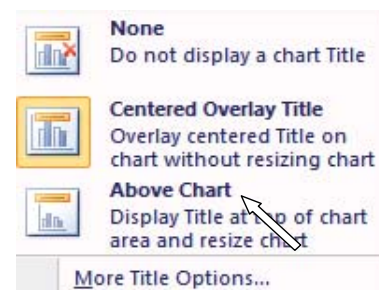 None
Do not display a chart Title
Centered Overlay Title
Overlay centered Title on
chart without resizing chart
Above Chart
Display Title at top of chart
area and resize chart
More Title Options...